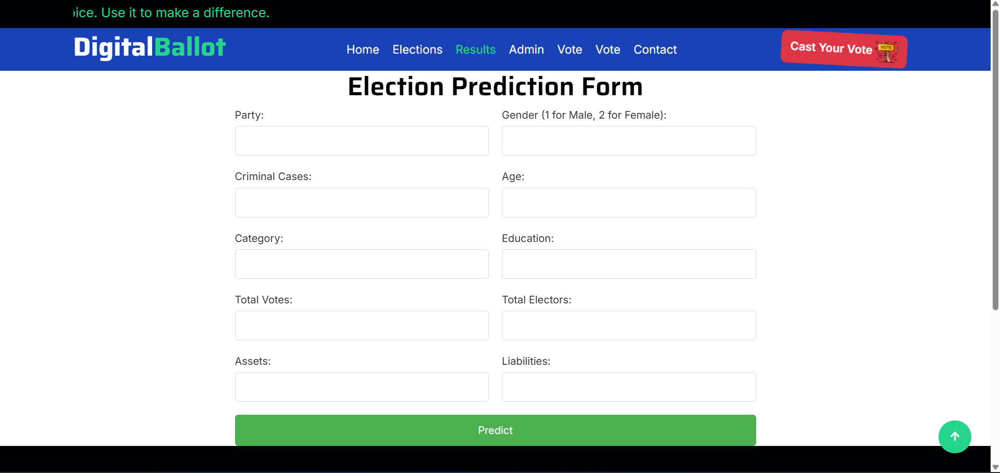 Use it to make a difference.
DigitalBallot
Home Elections Results Admin Vote Vote Contact
Cast Your Vote
VOTE
Election Prediction Form
Party: Gender (1 for Male, 2 for Female):
Criminal Cases: Age:
Category: Education:
Total Votes: Total Electors:
Assets: Liabilities:
Predict